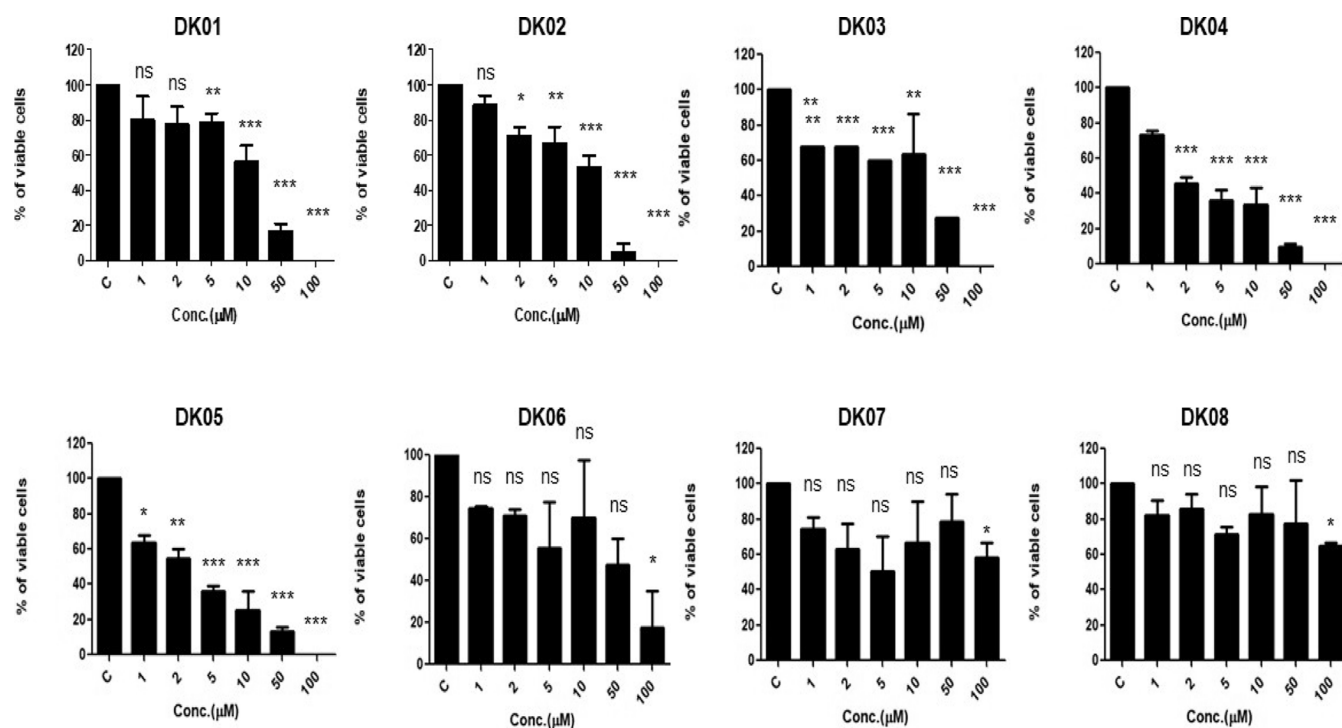 DK01
120
100
80
60
40
20
0
% of viable cells
ns
ns
**
***
***
***
C
1
2
5
10
50
100
Conc.(µM)
DK02
120
100
80
60
40
20
0
% of viable cells
ns
*
**
***
***
***
C
1
2
5
10
50
100
Conc.(µM)
DK03
120
100
80
60
40
20
0
% of viable cells
**
**
***
***
**
***
***
C
1
2
5
10
50
100
Conc.(µM)
DK04
120
100
80
60
40
20
0
% of viable cells
***
***
***
***
***
C
1
2
5
10
50
100
Conc.(µM)
DK05
120
100
80
60
40
20
0
% of viable cells
*
**
***
***
***
***
C
1
2
5
10
50
100
Conc.(µM)
DK06
100
80
60
40
20
0
% of viable cells
ns
ns
ns
ns
ns
*
C
1
2
5
10
50
100
Conc.(µM)
DK07
120
100
80
60
40
20
0
% of viable cells
ns
ns
ns
ns
ns
*
C
1
2
5
10
50
100
Conc.(µM)
DK08
120
100
80
60
40
20
0
% of viable cells
ns
ns
ns
ns
ns
*
C
1
2
5
10
50
100
Conc.(µM)